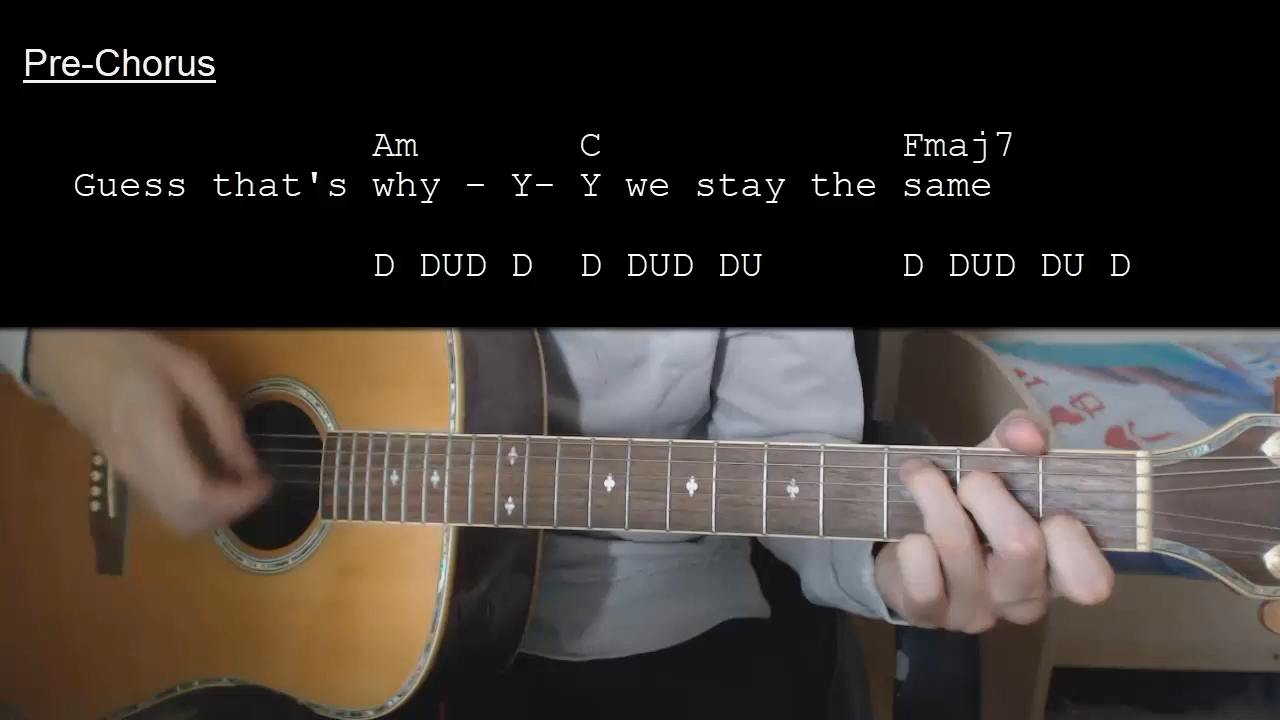 Pre-Chorus
Am C Fmaj7
Guess that's why - Y- Y we stay the same
D DUD D D DUD DU D DUD DU D